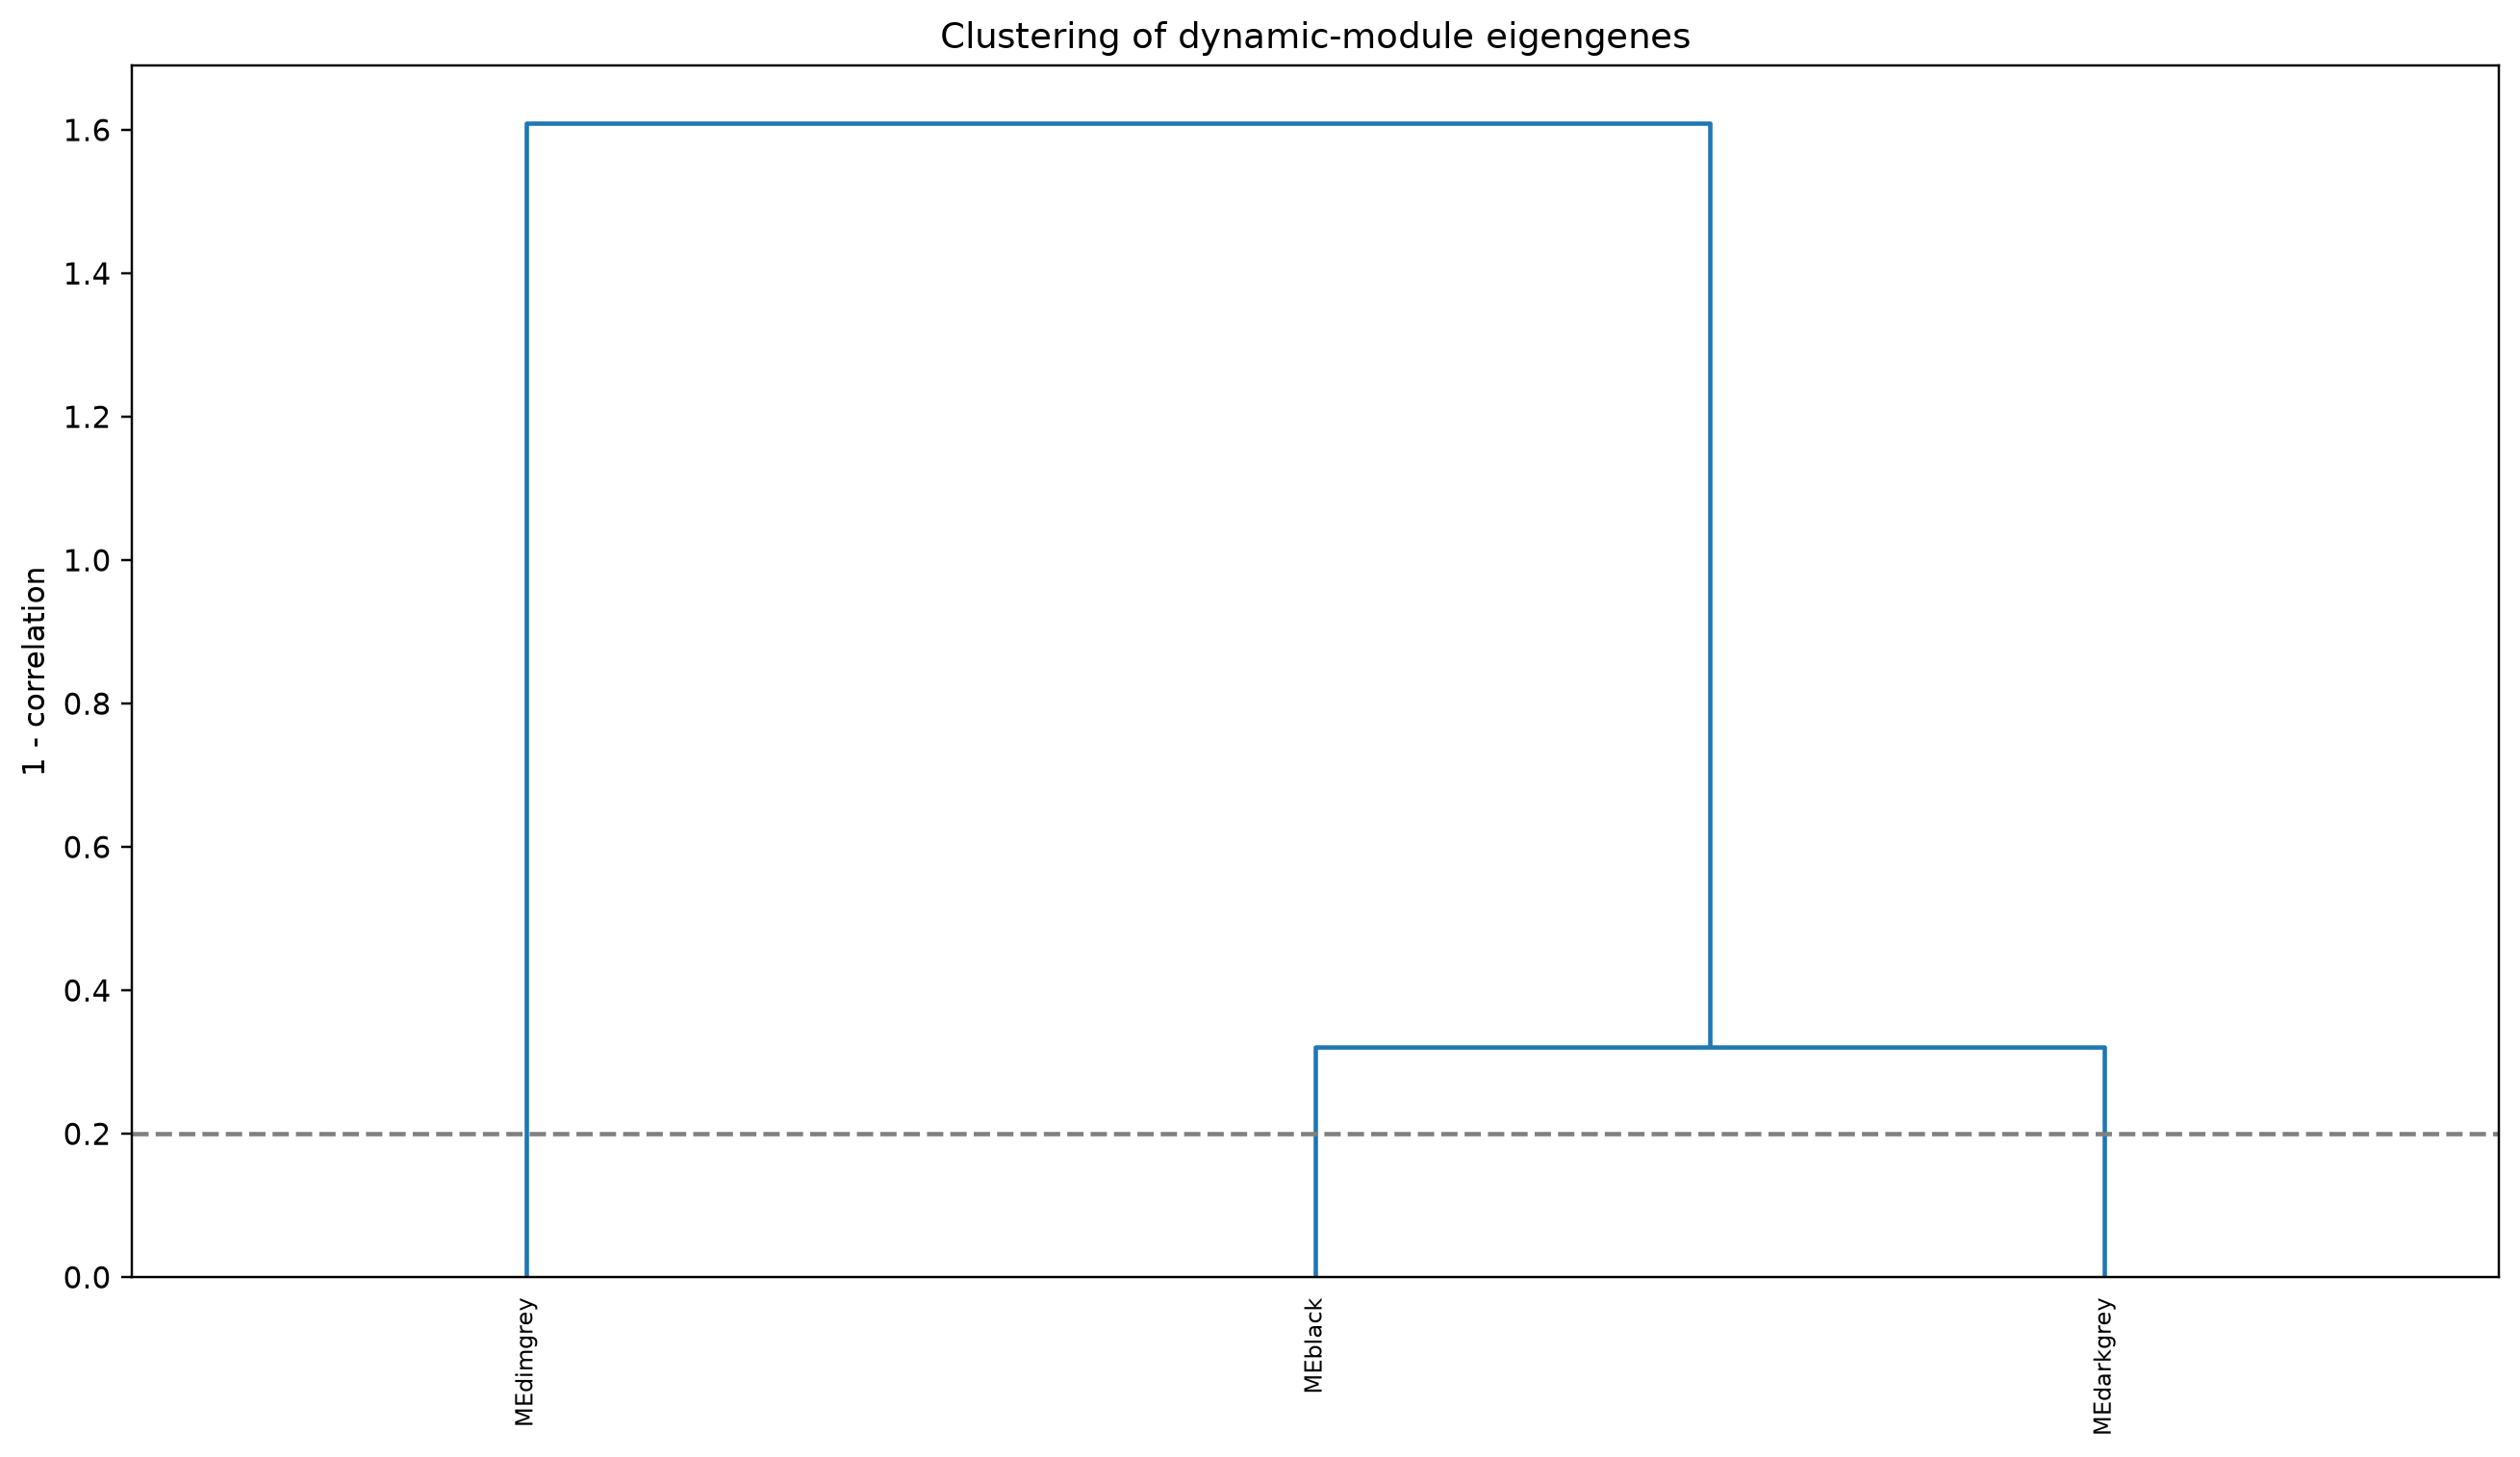 Clustering of dynamic-module eigengenes
1 - correlation
1.6
1.4
1.2
1.0
0.8
0.6
0.4
0.2
0.0
MEdimgrey
MEblack
MEdarkgrey